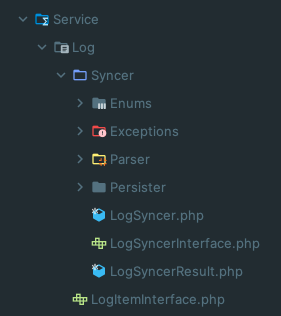 Service
Log
Syncer
Enums
Exceptions
Parser
Persister
LogSyncer.php
LogSyncerInterface.php
LogSyncerResult.php
LogItemInterface.php